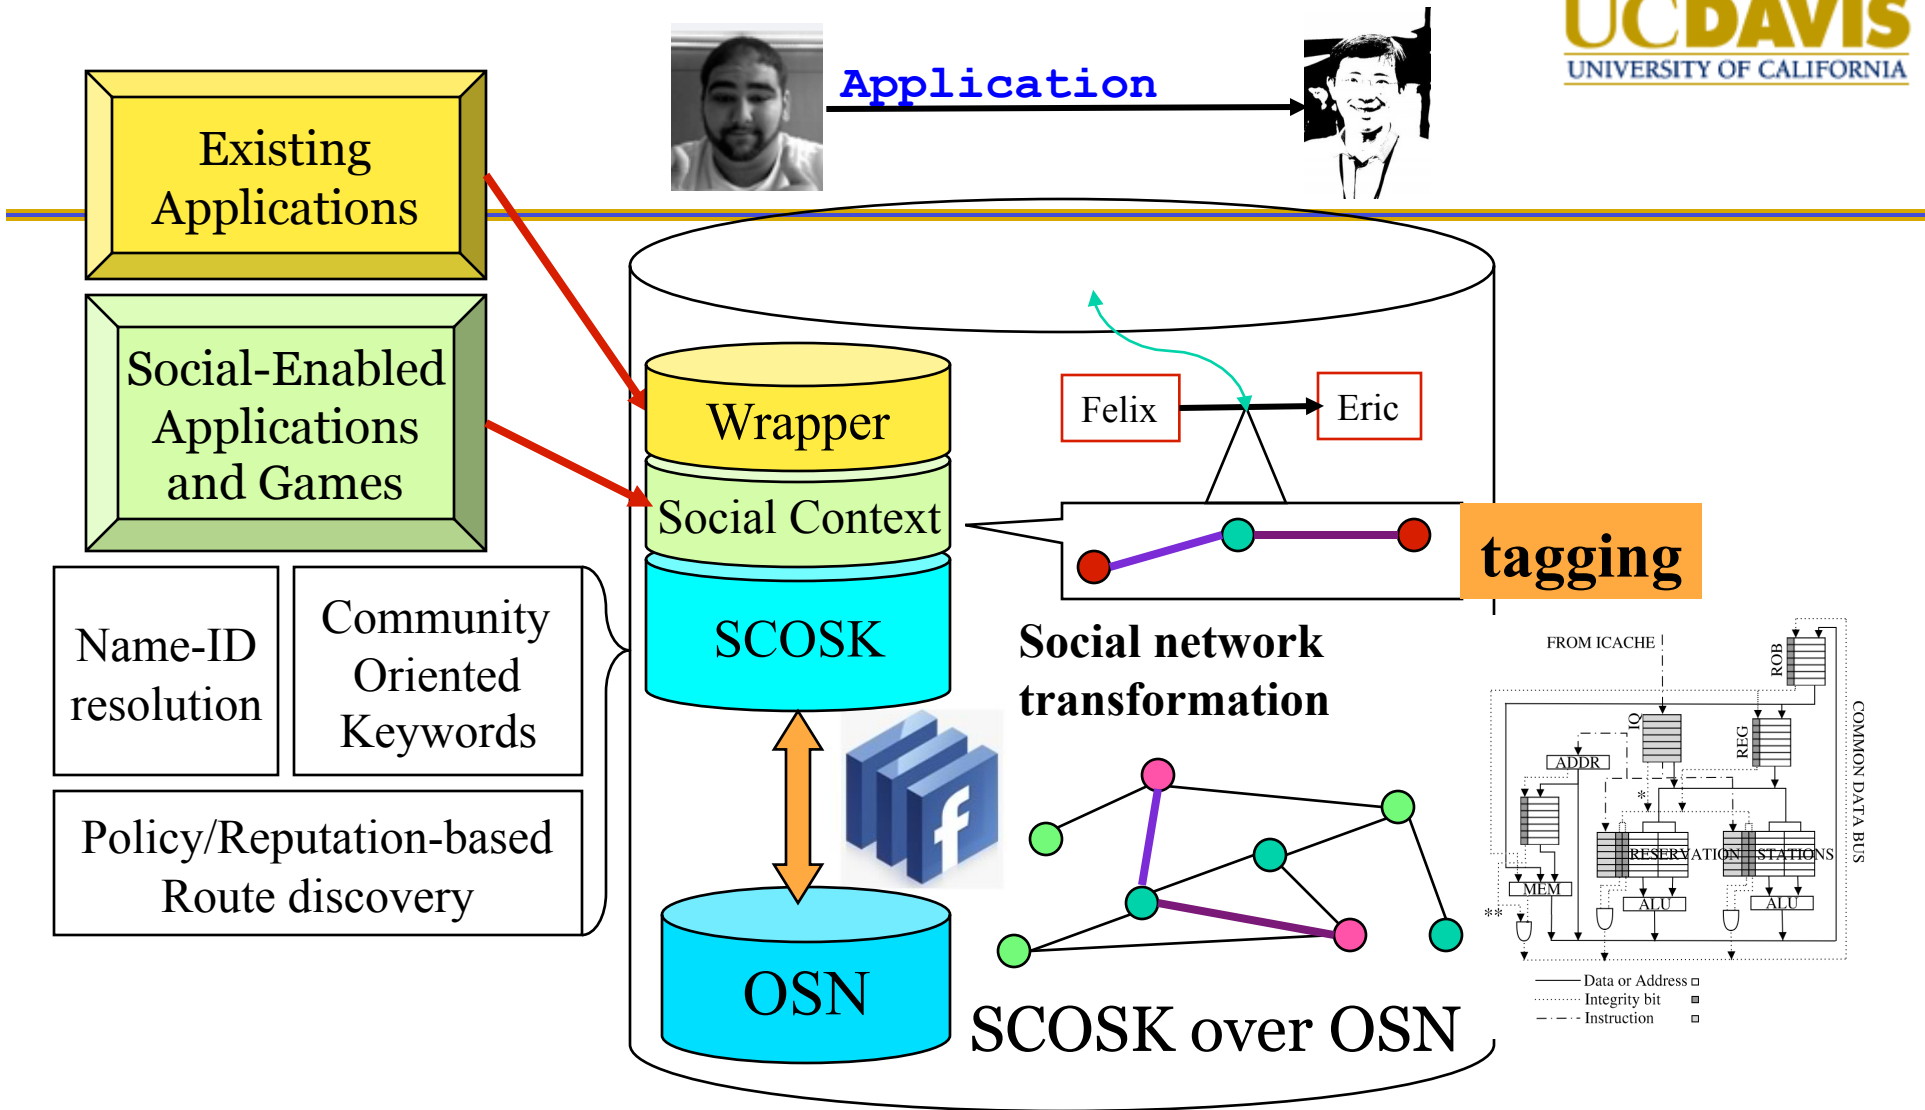 UCDAVIS
UNIVERSITY OF CALIFORNIA
Application
Existing
Applications
Social-Enabled
Applications
and Games
Wrapper
Social Context
SCOSK
OSN
Felix
Eric
tagging
Name-ID
resolution
Community
Oriented
Keywords
Policy/Reputation-based
Route discovery
Social network
transformation
f
SCOSK over OSN
FROM ICACHE
ROB
IQ
REG
ADDR
COMMON DATA BUS
*
RESERVATION STATIONS
MEM
ALU
ALU
**
Data or Address
Integrity bit
Instruction